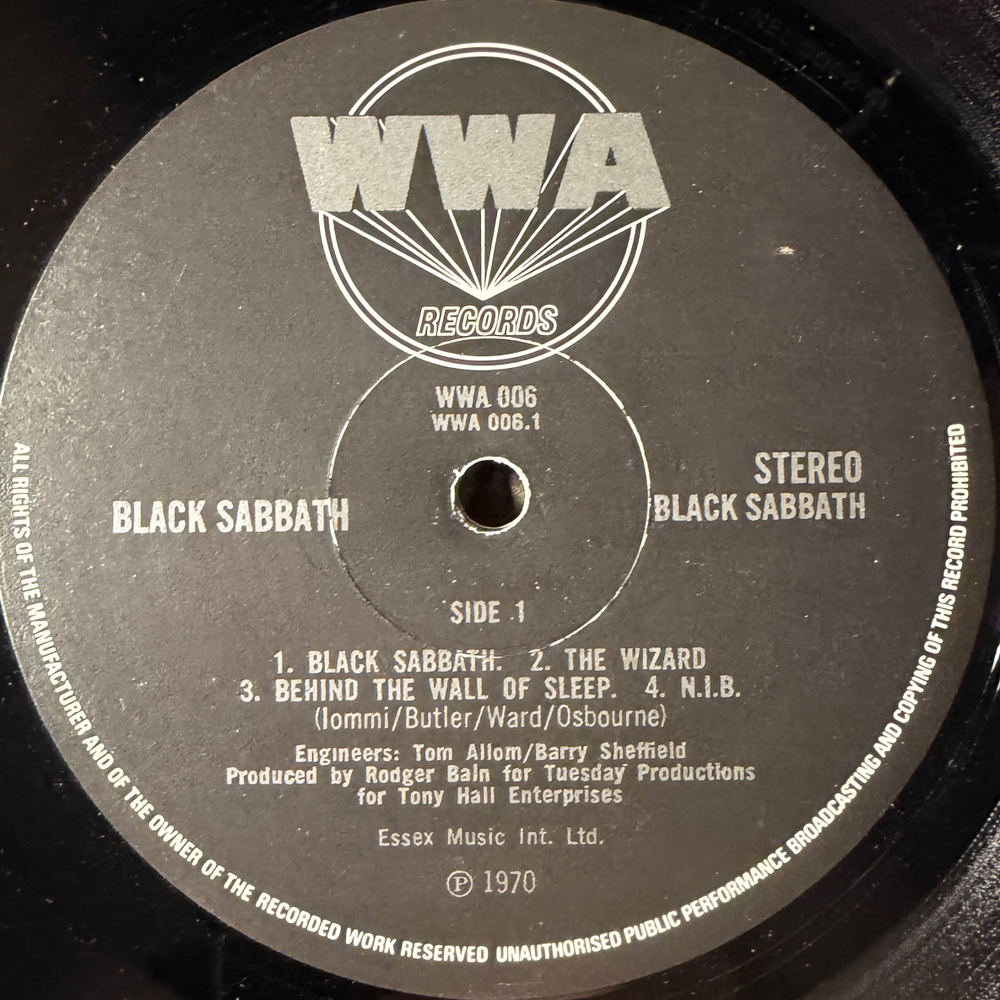 WWA
RECORDS
WWA 006
WWA 006.1
BLACK SABBATH
STEREO
BLACK SABBATH
SIDE 1
1. BLACK SABBATH. 2. THE WIZARD
3. BEHIND THE WALL OF SLEEP. 4. N.I.B.
(Iommi/Butler/Ward/Osbourne)
Engineers: Tom Allom/Barry Sheffield
Produced by Rodger Bain for Tuesday Productions
for Tony Hall Enterprises
Essex Music Int. Ltd.
Ⓟ 1970
ALL RIGHTS OF THE MANUFACTURER AND OF THE OWNER OF THE RECORDED WORK RESERVED UNAUTHORISED PUBLIC PERFORMANCE BROADCASTING AND COPYING OF THIS RECORD PROHIBITED